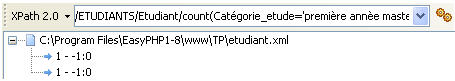 XPath 2.0 /ETUDIANTS/Etudiant/count(Catégorie_etude='première annèe maste
C:\Program Files\EasyPHP1-8\www\TP\etudiant.xml
1 - -1:0
1 - -1:0